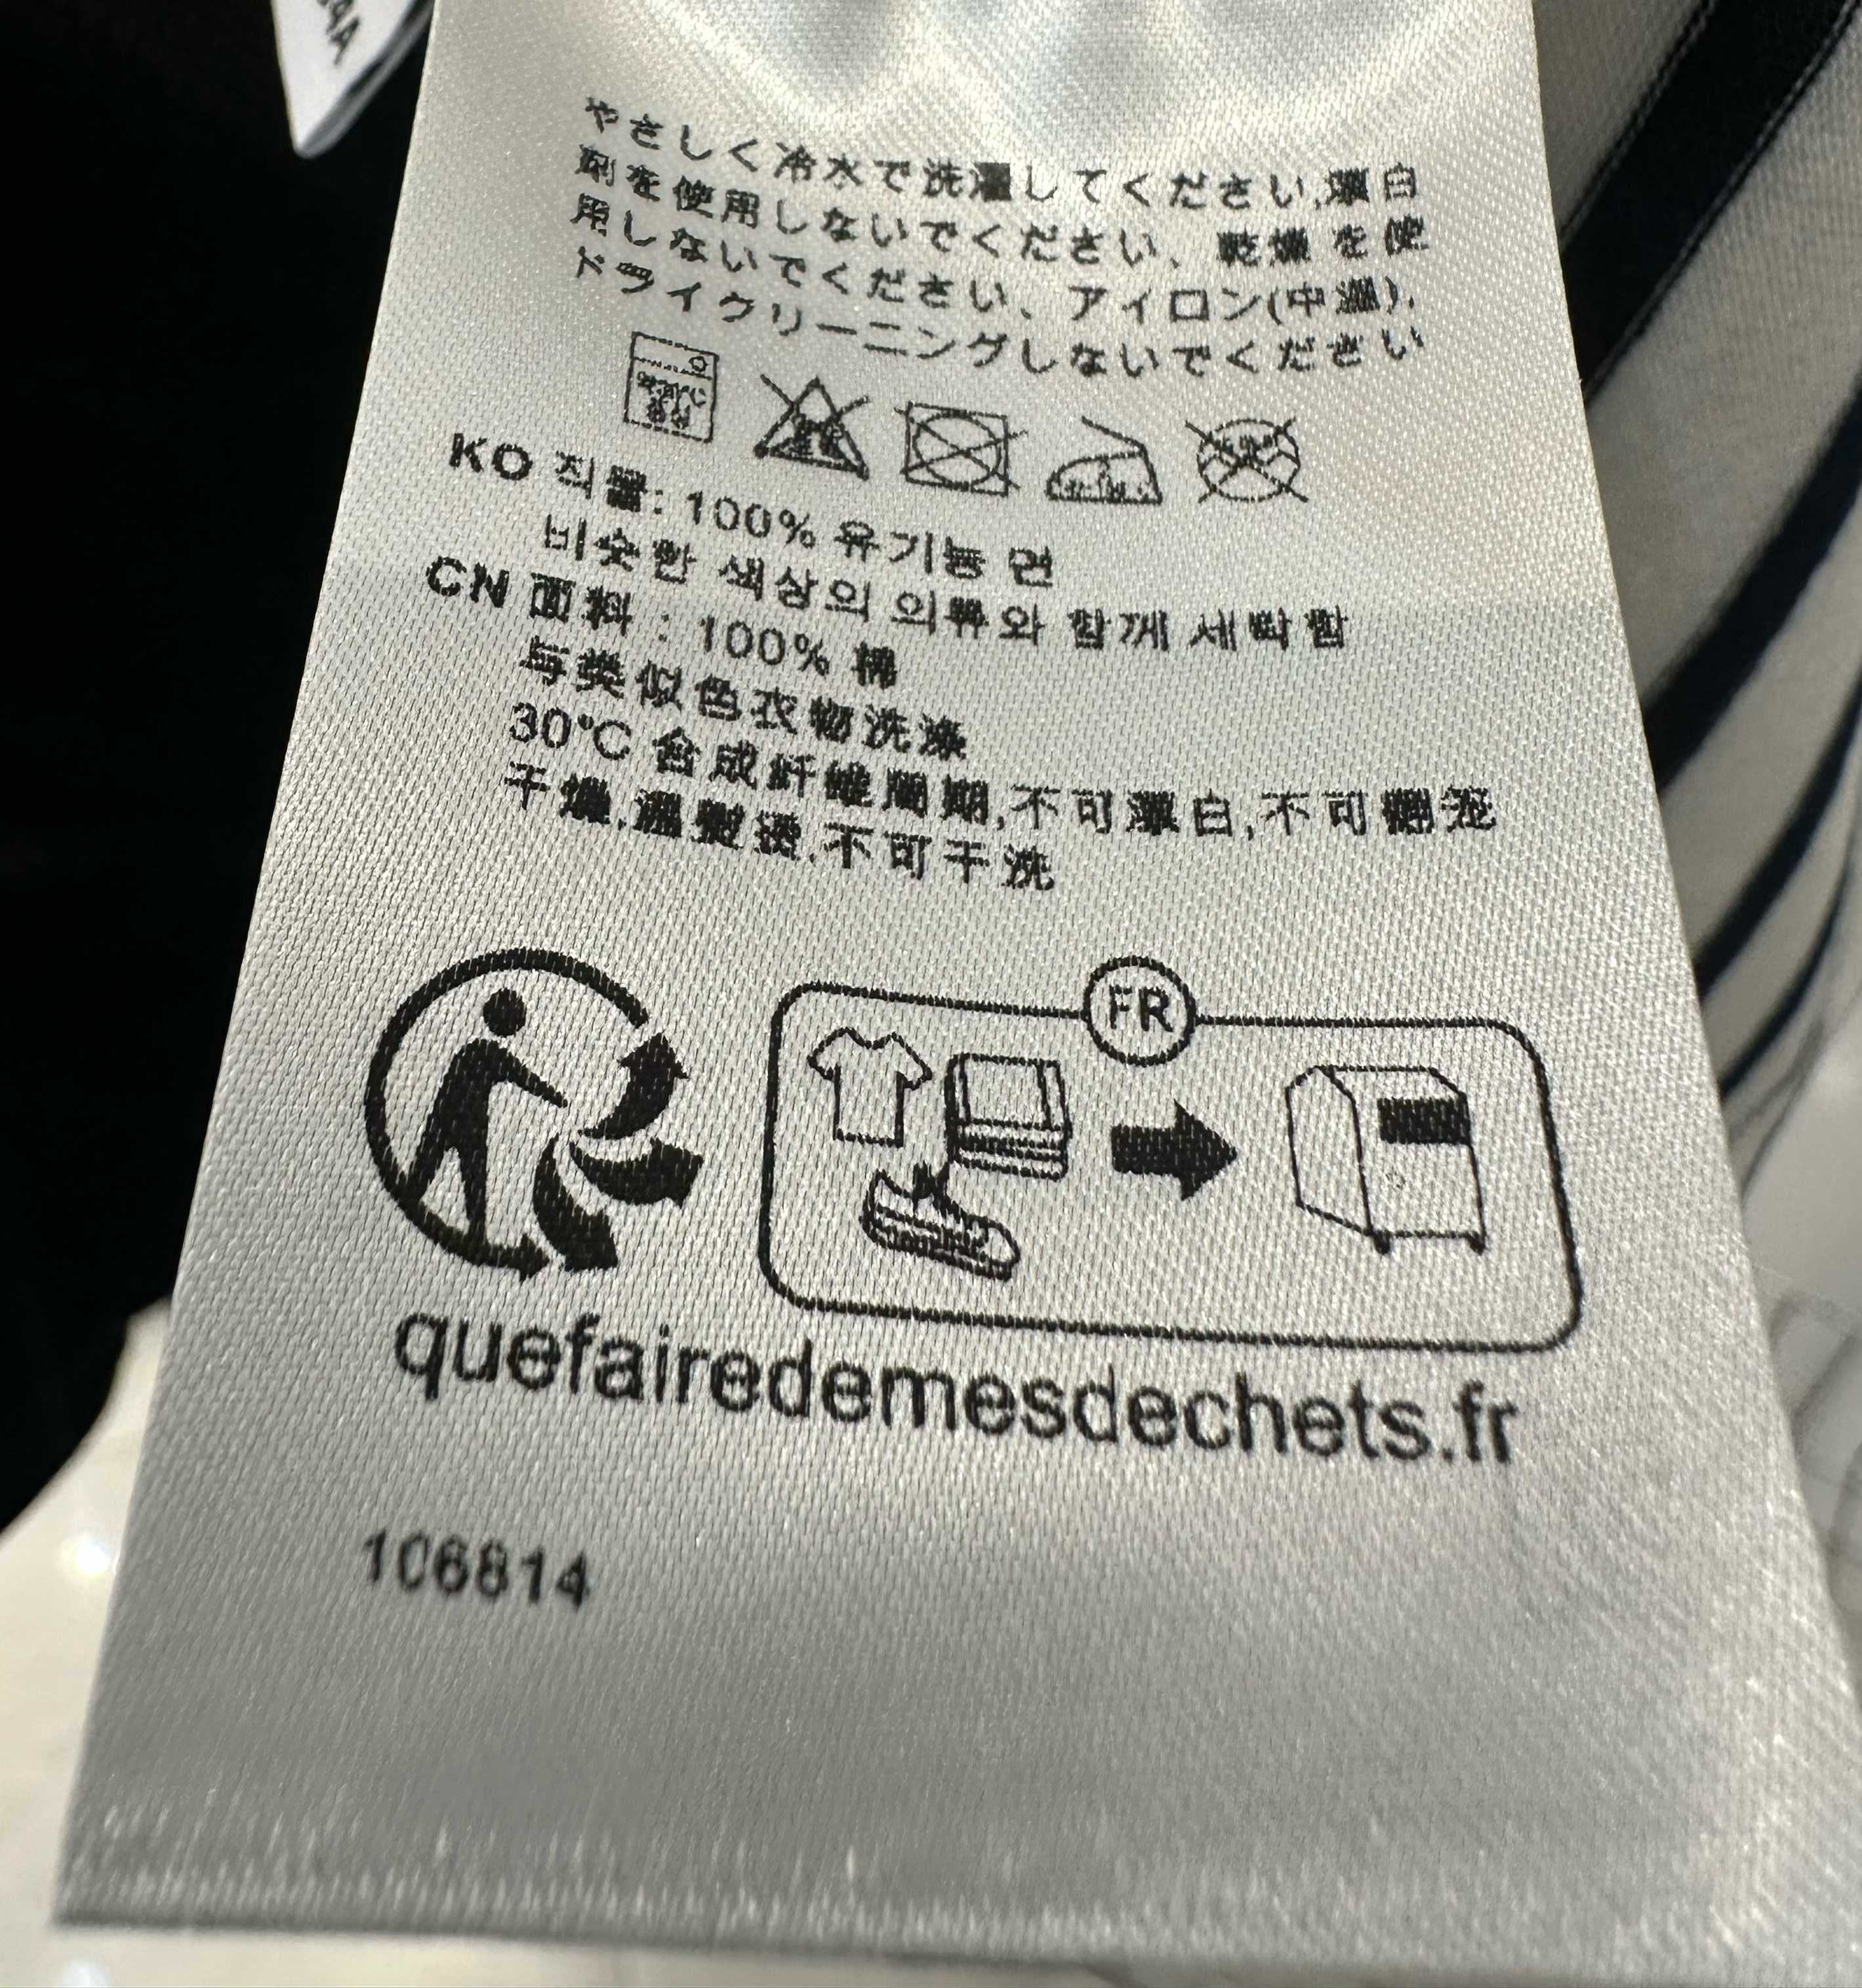 やさしく冷水で洗濯してください,漂白
剤を使用しないでください、乾燥 を使
用しないでください、アイロン(中温),
ドライクリーニングしないでください
KO 직물: 100% 유기농 면
비슷한 색상의 의류와 함께 세탁함
CN 面料 : 100% 棉
与类似色衣物洗涤
30℃ 合成纤维周期,不可漂白,不可翻滚
干燥,温熨烫,不可干洗
FR
quefairedemesdechets.fr
106814